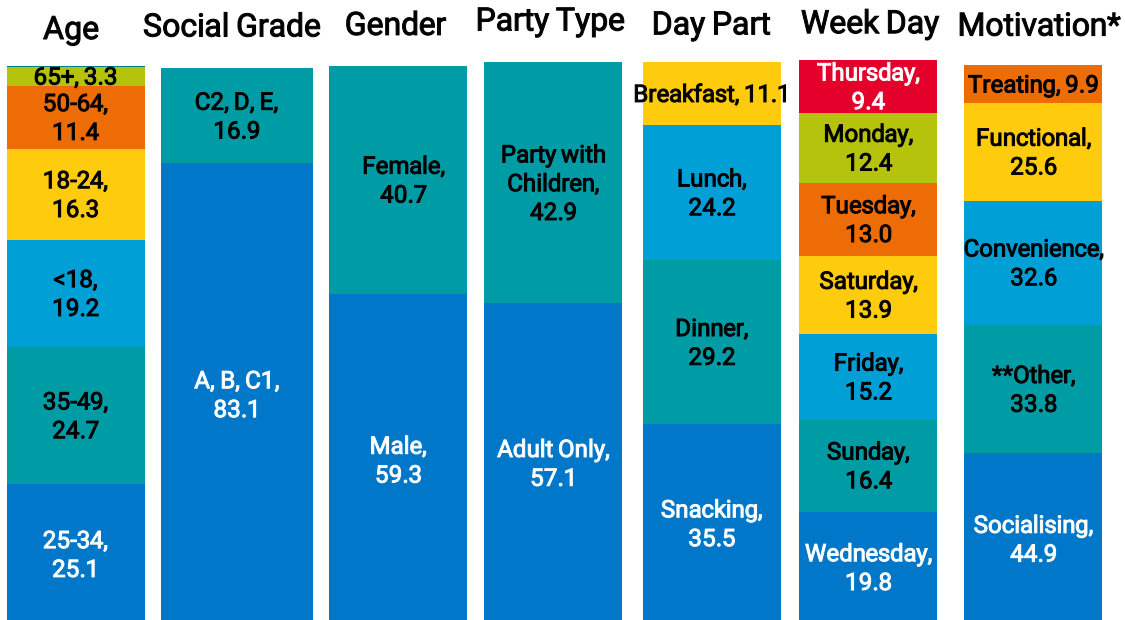 Age
Social Grade
Gender
Party Type
Day Part
Week Day
Motivation*
65+, 3.3
50-64,
11.4
18-24,
16.3
<18,
19.2
35-49,
24.7
25-34,
25.1
C2, D, E,
16.9
A, B, C1,
83.1
Female,
40.7
Male,
59.3
Party with
Children,
42.9
Adult Only,
57.1
Breakfast, 11.1
Lunch,
24.2
Dinner,
29.2
Snacking,
35.5
Thursday,
9.4
Monday,
12.4
Tuesday,
13.0
Saturday,
13.9
Friday,
15.2
Sunday,
16.4
Wednesday,
19.8
Treating, 9.9
Functional,
25.6
Convenience,
32.6
**Other,
33.8
Socialising,
44.9